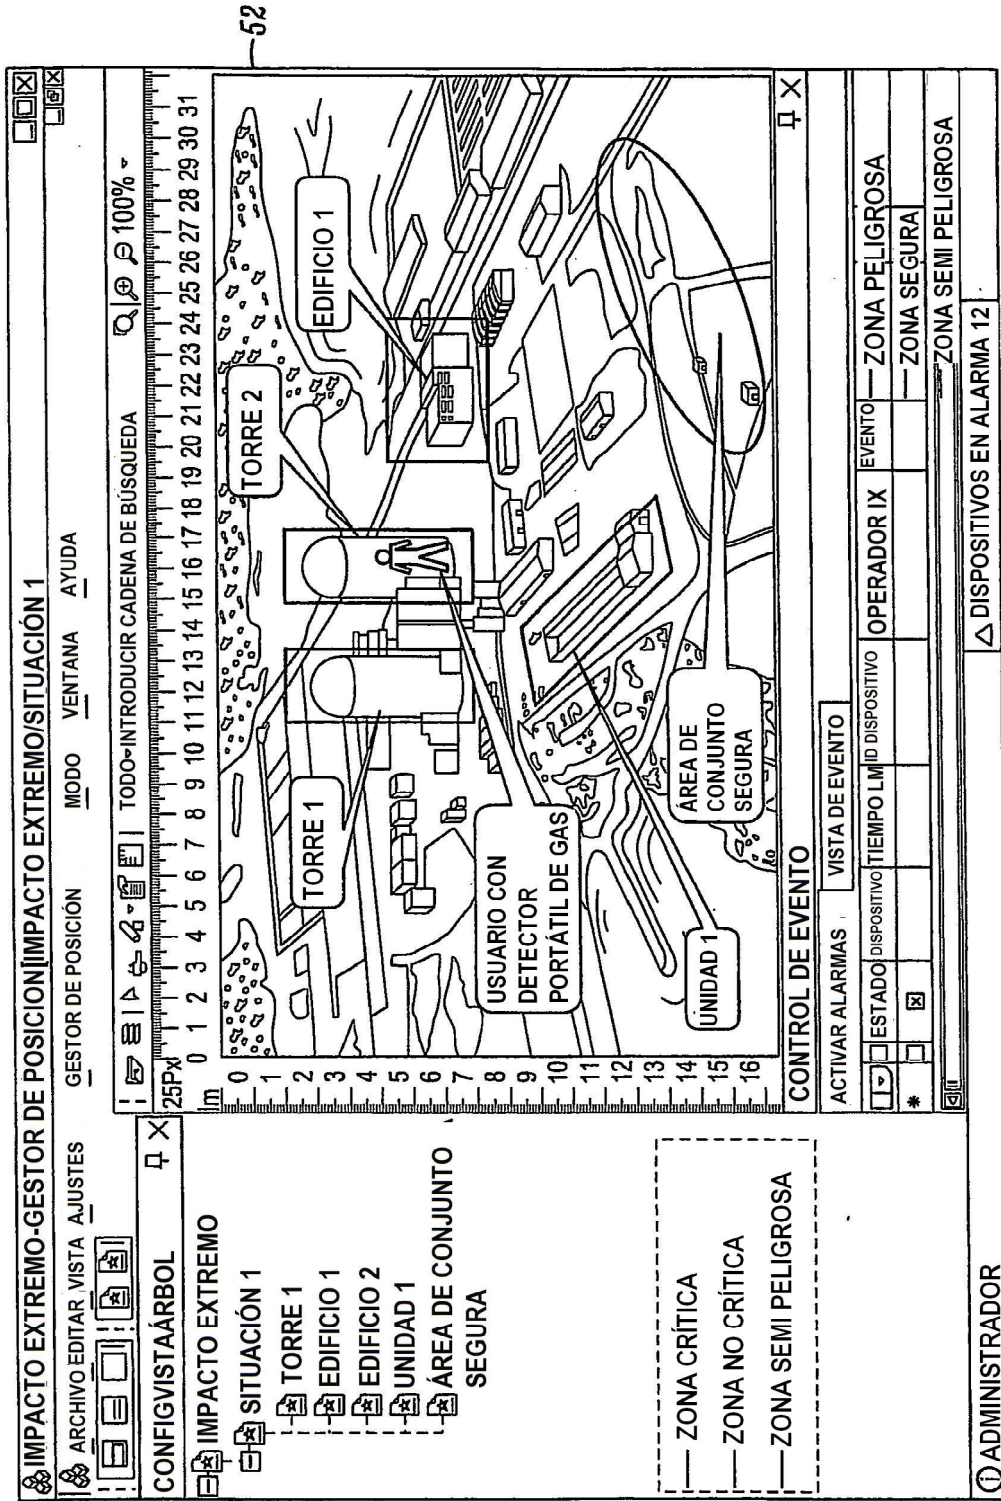 52
IMPACTO EXTREMO-GESTOR DE POSICION[IMPACTO EXTREMO/SITUACIÓN 1
ARCHIVO EDITAR VISTA AJUSTES GESTOR DE POSICIÓN MODO VENTANA AYUDA
TODO INTRODUCIR CADENA DE BÚSQUEDA 100%
CONFIGVISTAÁRBOL
IMPACTO EXTREMO
SITUACIÓN 1
TORRE 1
EDIFICIO 1
EDIFICIO 2
UNIDAD 1
ÁREA DE CONJUNTO
SEGURA
ZONA CRÍTICA
ZONA NO CRÍTICA
ZONA SEMI PELIGROSA
25Px
0 1 2 3 4 5 6 7 8 9 10 11 12 13 14 15 16 17 18 19 20 21 22 23 24 25 26 27 28 29 30 31
lm
0
1
2
3
4
5
6
7
8
9
10
11
12
13
14
15
16
TORRE 1
TORRE 2
EDIFICIO 1
USUARIO CON
DETECTOR
PORTÁTIL DE GAS
UNIDAD 1
ÁREA DE
CONJUNTO
SEGURA
CONTROL DE EVENTO
ACTIVAR ALARMAS VISTA DE EVENTO
ESTADO DISPOSITIVO TIEMPO LM ID DISPOSITIVO OPERADOR IX EVENTO
*
ZONA PELIGROSA
ZONA SEGURA
ZONA SEMI PELIGROSA
DISPOSITIVOS EN ALARMA 12
ADMINISTRADOR